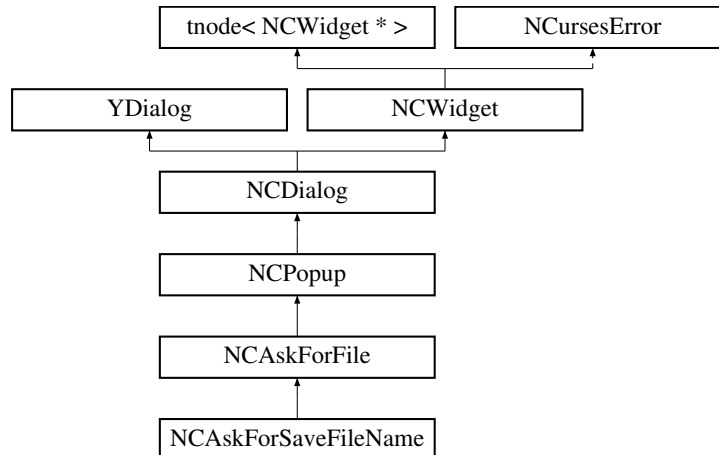 tnode< NCWidget * >
NCursesError
YDialog
NCWidget
NCDialog
NCPopup
NCAskForFile
NCAskForSaveFileName